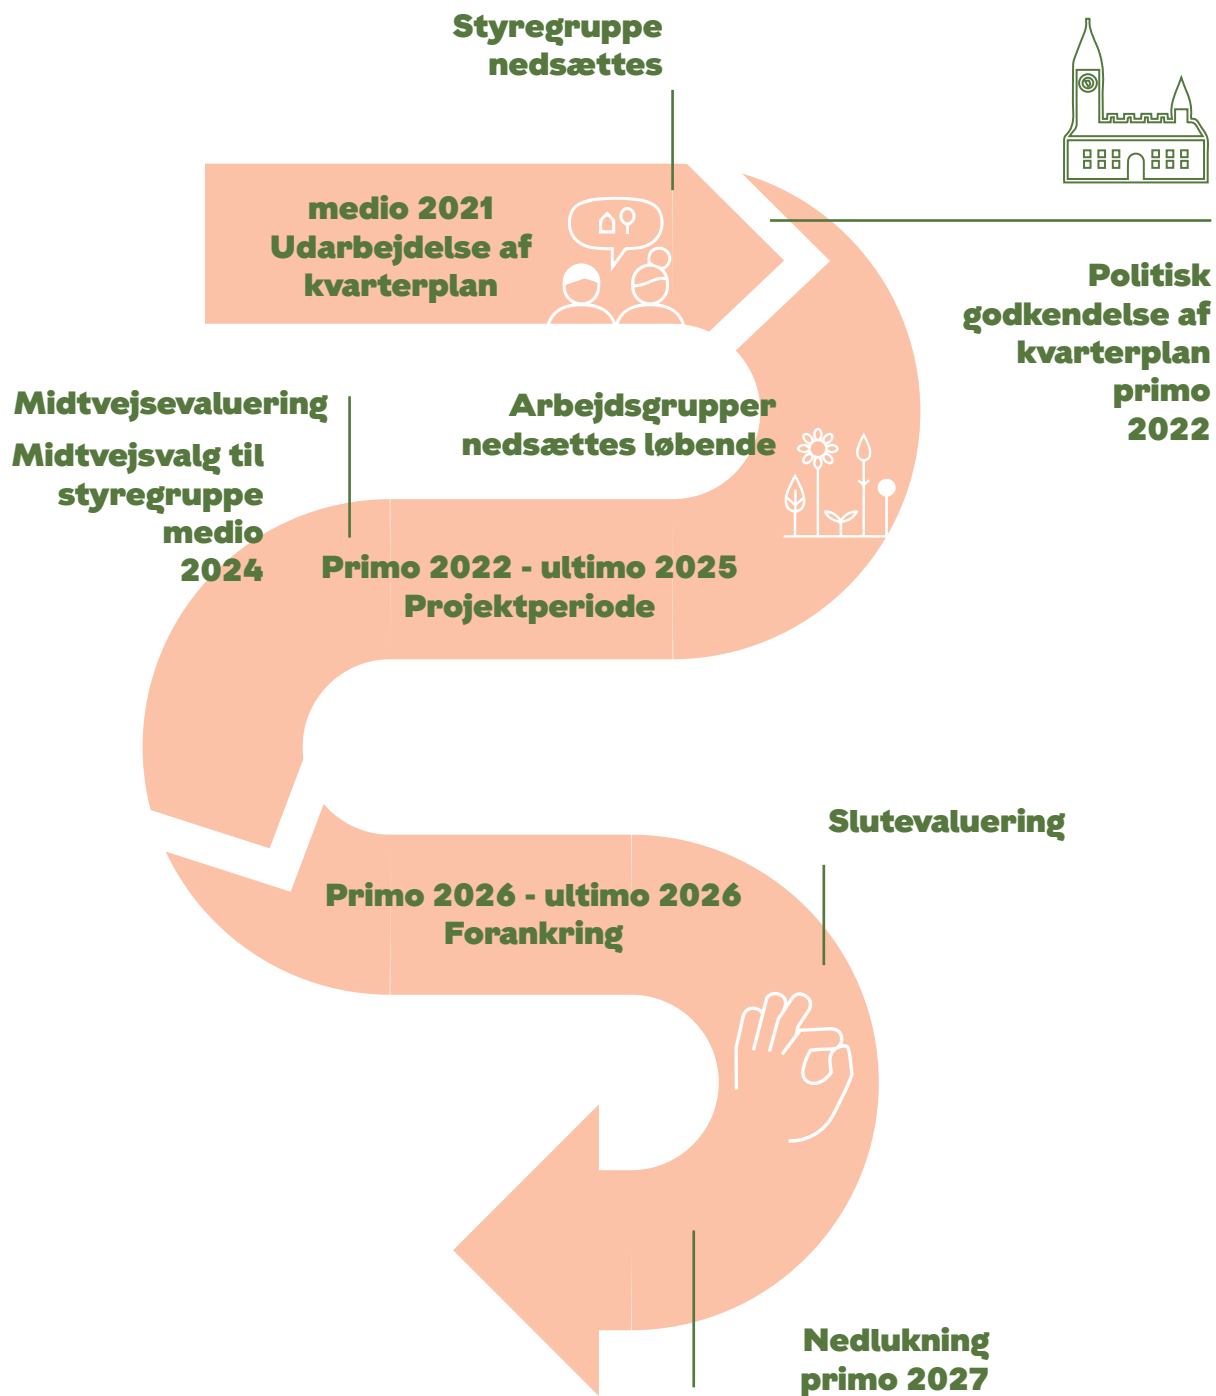 Styregruppe
nedsættes
medio 2021
Udarbejdelse af
kvarterplan
Politisk
godkendelse af
kvarterplan
primo
2022
Arbejdsgrupper
nedsættes løbende
Midtvejsevaluering
Midtvejsvalg til
styregruppe
medio
2024
Primo 2022 - ultimo 2025
Projektperiode
Slutevaluering
Primo 2026 - ultimo 2026
Forankring
Nedlukning
primo 2027